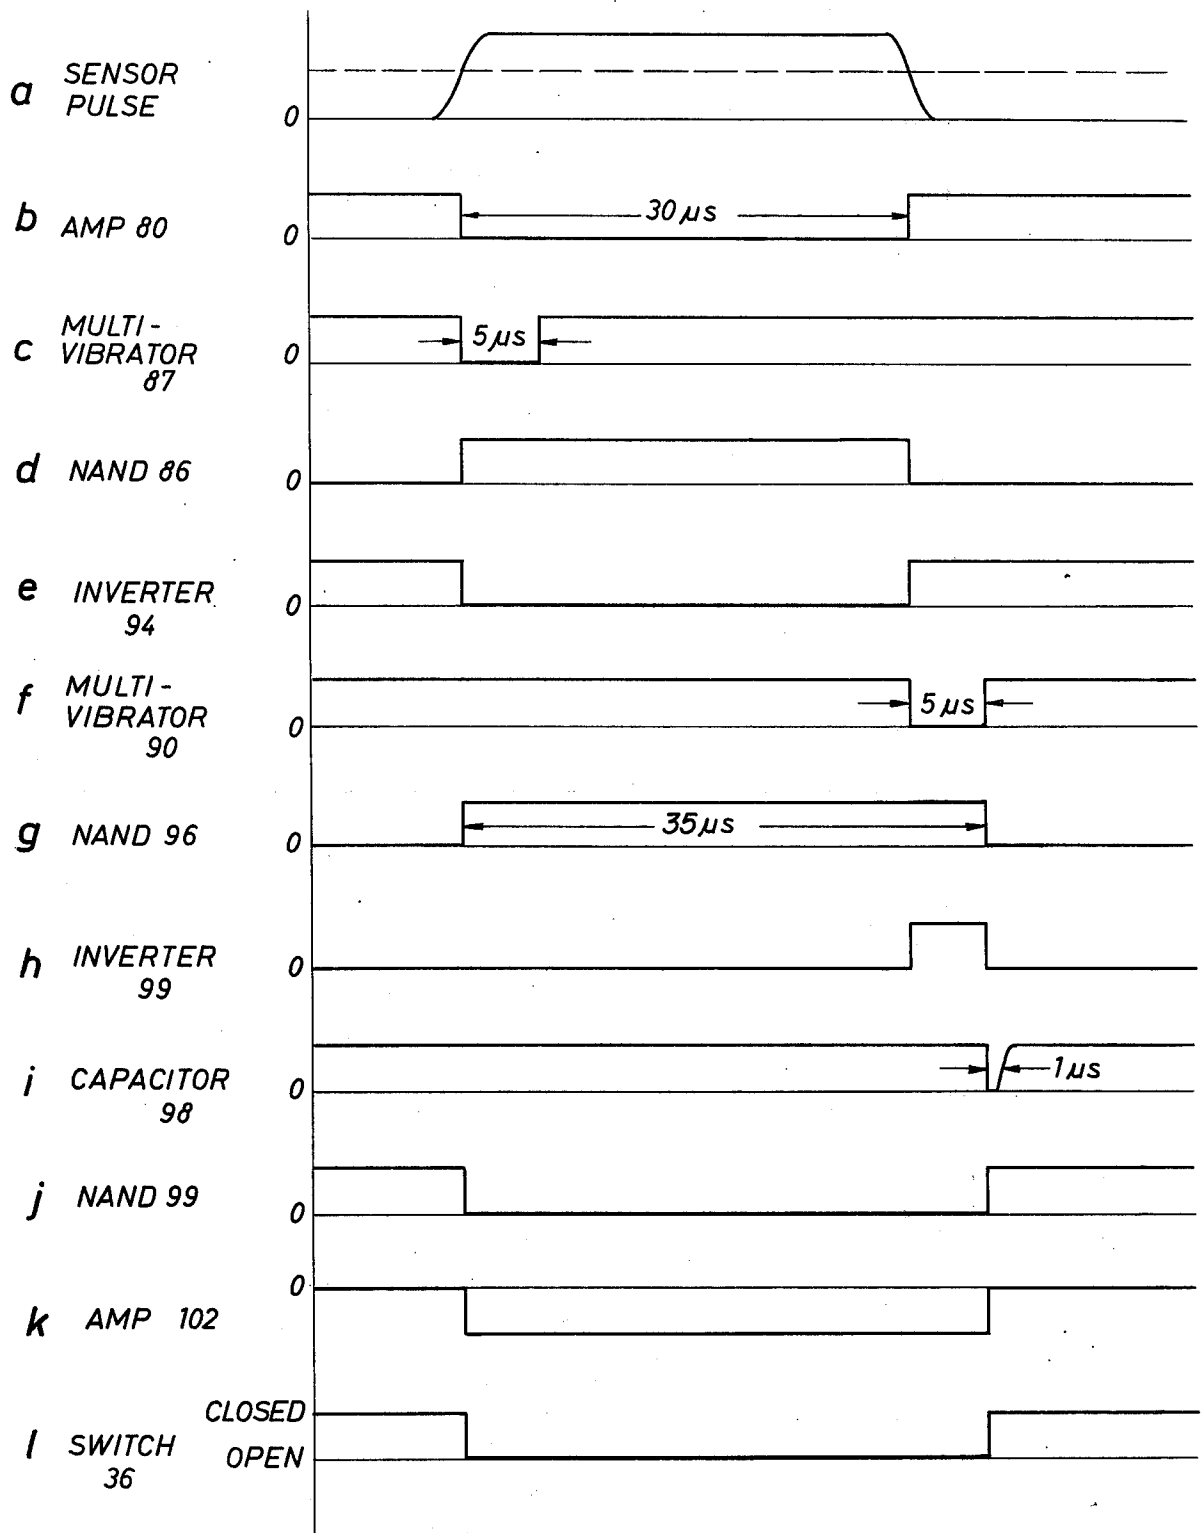 a SENSOR
PULSE
0
b AMP 80
30 μs
0
c MULTI-
VIBRATOR
87
5 μs
0
d NAND 86
0
e INVERTER
94
0
f MULTI-
VIBRATOR
90
5 μs
0
g NAND 96
35 μs
0
h INVERTER
99
0
i CAPACITOR
98
1 μs
0
j NAND 99
0
0
k AMP 102
CLOSED
l SWITCH
36
OPEN